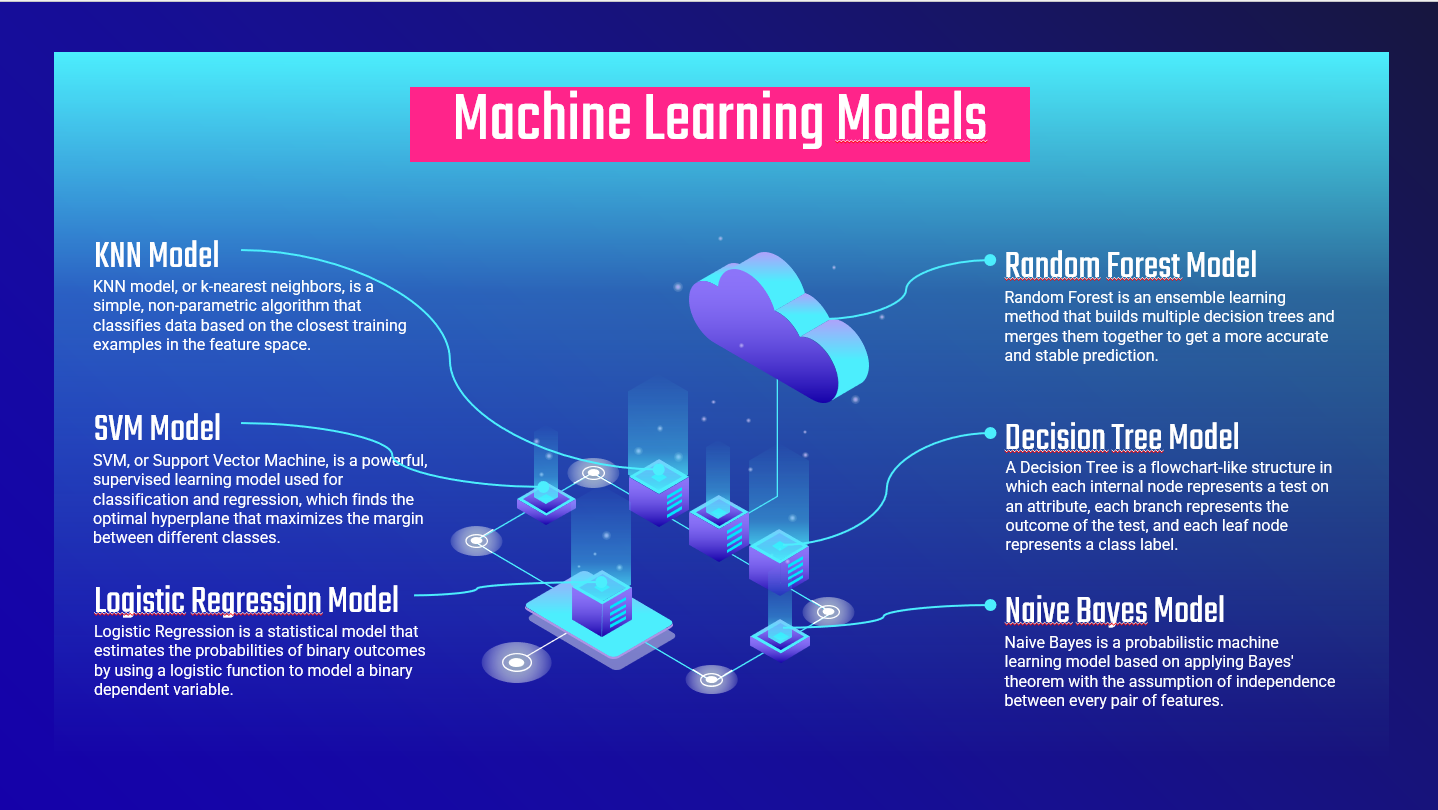 Machine Learning Models
KNN Model
KNN model, or k-nearest neighbors, is a
simple, non-parametric algorithm that
classifies data based on the closest training
examples in the feature space.
SVM Model
SVM, or Support Vector Machine, is a powerful,
supervised learning model used for
classification and regression, which finds the
optimal hyperplane that maximizes the margin
between different classes.
Logistic Regression Model
Logistic Regression is a statistical model that
estimates the probabilities of binary outcomes
by using a logistic function to model a binary
dependent variable.
Random Forest Model
Random Forest is an ensemble learning
method that builds multiple decision trees and
merges them together to get a more accurate
and stable prediction.
Decision Tree Model
A Decision Tree is a flowchart-like structure in
which each internal node represents a test on
an attribute, each branch represents the
outcome of the test, and each leaf node
represents a class label.
Naive Bayes Model
Naive Bayes is a probabilistic machine
learning model based on applying Bayes'
theorem with the assumption of independence
between every pair of features.